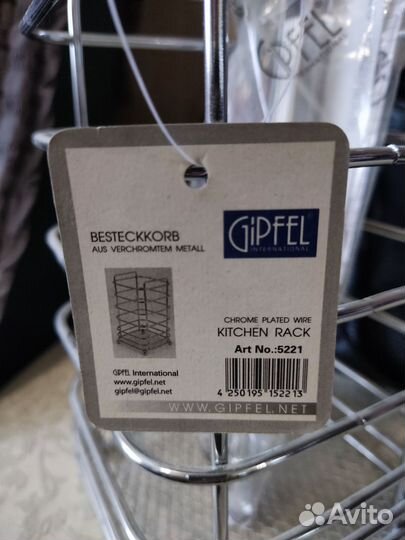 GiPFEL
BESTECKKORB
AUS VERCHROMTEM METALL
GiPFEL
INTERNATIONAL
CHROME PLATED WIRE
KITCHEN RACK
Art No.:5221
GiPFEL International
www.gipfel.net
gipfel@gipfel.net
4 250195 152213
WWW.GIPFEL.NET
Avito